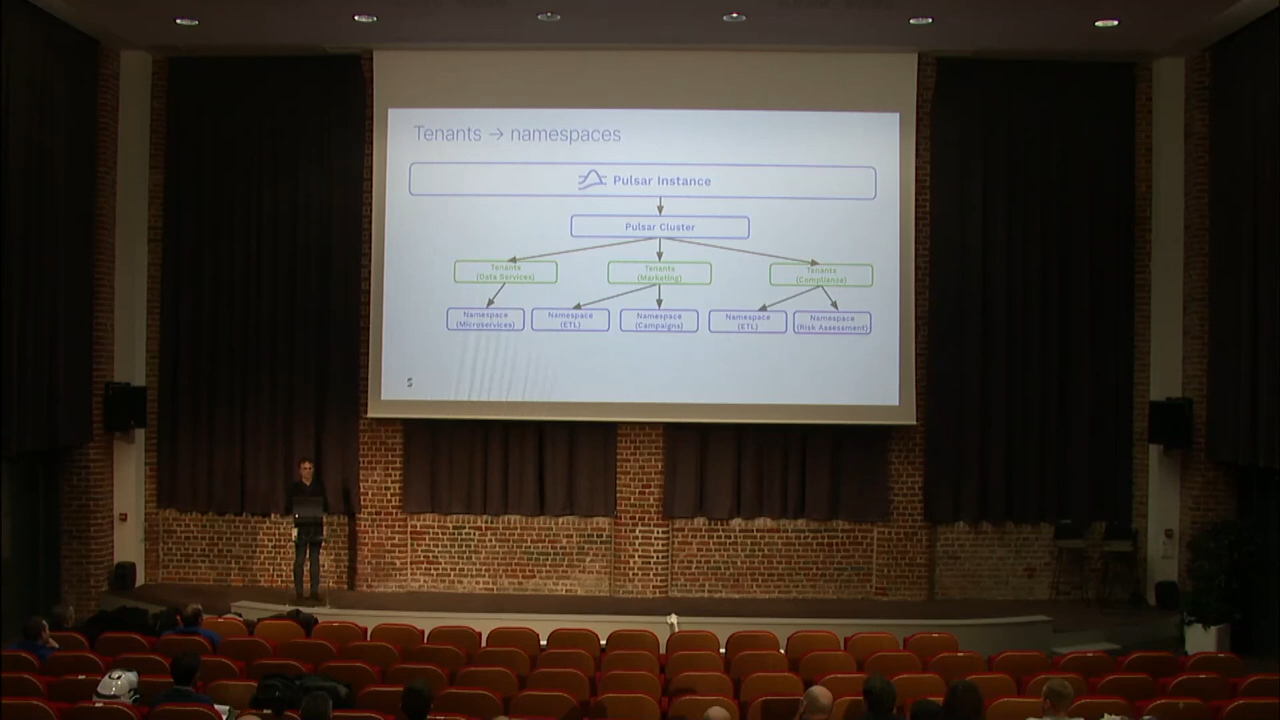 Tenants → namespaces
Pulsar Instance
Pulsar Cluster
Tenants
(Data Services)
Tenants
(Marketing)
Tenants
(Compliance)
Namespace
(Microservices)
Namespace
(ETL)
Namespace
(Campaigns)
Namespace
(ETL)
Namespace
(Risk Assessment)